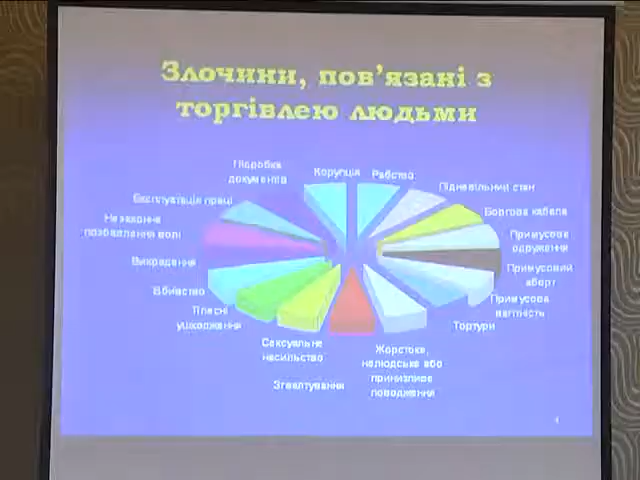 Злочини, пов'язані з
торгівлею людьми
Підробка
документів
Корупція
Рабство
Підневільний стан
Боргова кабала
Примусове
одруження
Примусовий
аборт
Примусова
вагітність
Тортури
Жорстоке,
нелюдське або
принизливе
поводження
Зґвалтування
Сексуальне
насильство
Тілесні
ушкодження
Вбивство
Викрадення
Незаконне
позбавлення волі
Експлуатація праці